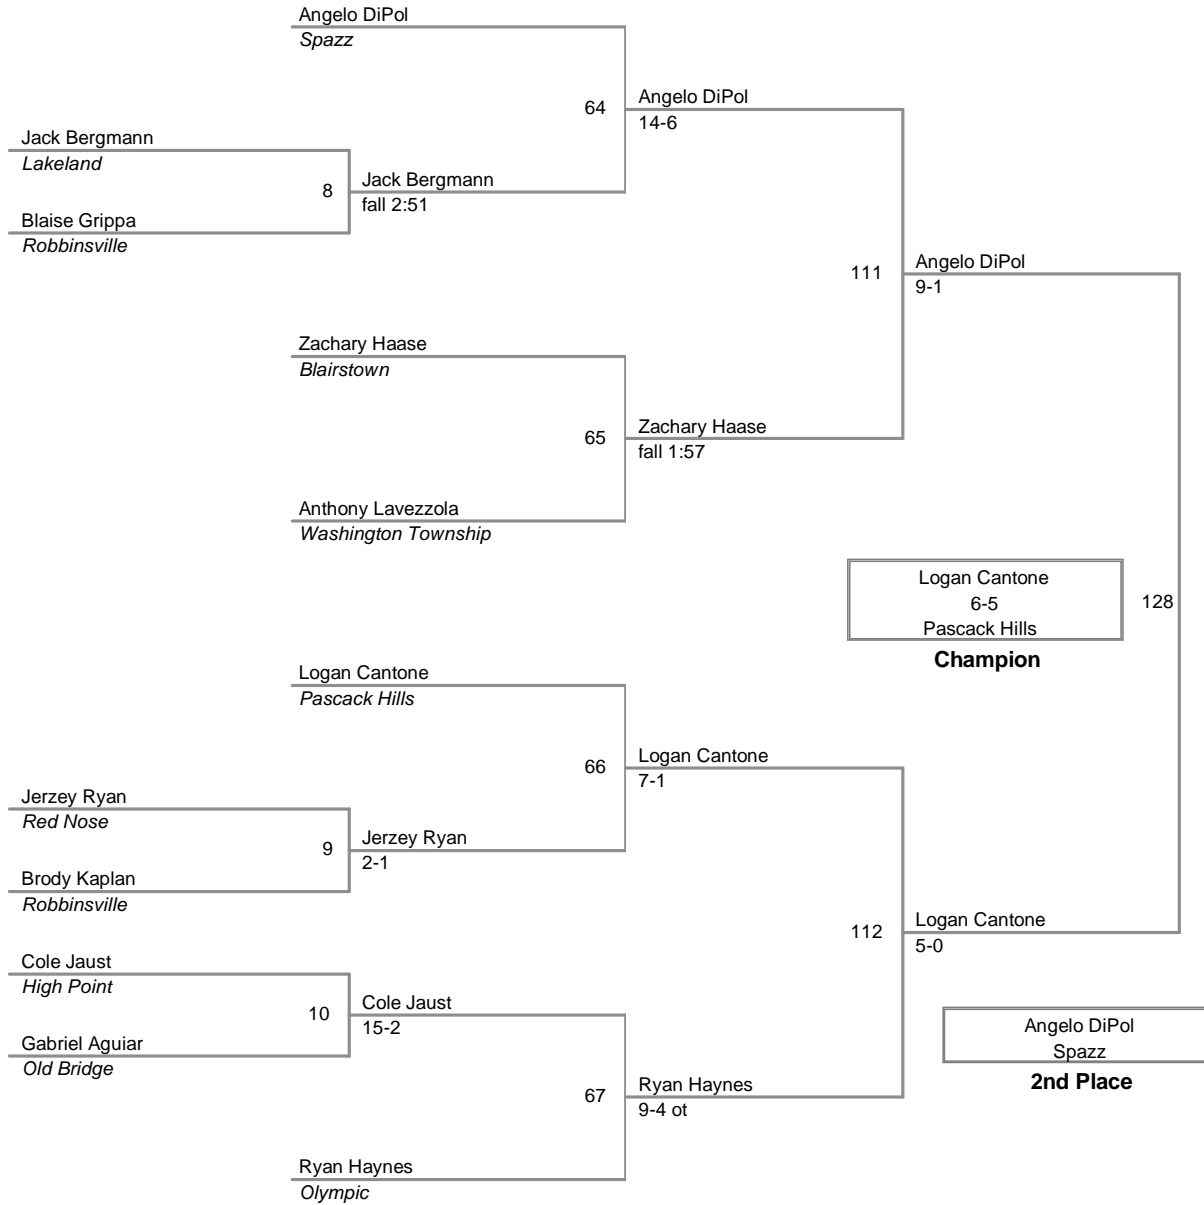 Angelo DiPol
Spazz
64
Angelo DiPol
14-6
Jack Bergmann
Lakeland
8
Jack Bergmann
fall 2:51
Blaise Grippa
Robbinsville
111
Angelo DiPol
9-1
Zachary Haase
Blairstown
65
Zachary Haase
fall 1:57
Anthony Lavezzola
Washington Township
Logan Cantone
6-5
Pascack Hills
Champion
128
Logan Cantone
Pascack Hills
66
Logan Cantone
7-1
Jerzey Ryan
Red Nose
9
Jerzey Ryan
2-1
Brody Kaplan
Robbinsville
112
Logan Cantone
5-0
Cole Jaust
High Point
10
Cole Jaust
15-2
Gabriel Aguiar
Old Bridge
Angelo DiPol
Spazz
2nd Place
67
Ryan Haynes
9-4 ot
Ryan Haynes
Olympic